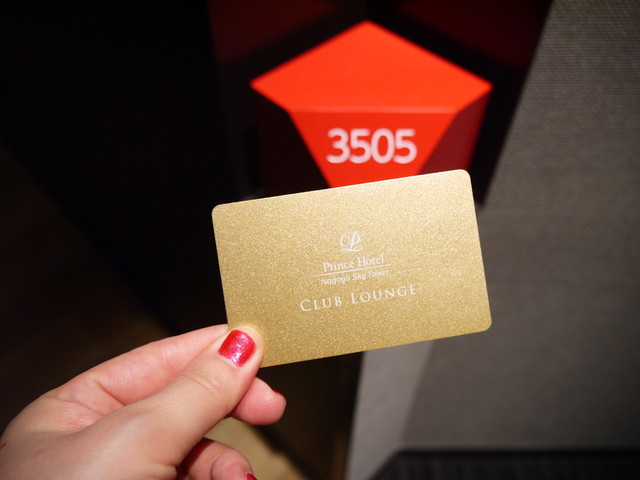 3505
Prince Hotel
Nagoya Sky Tower
CLUB LOUNGE